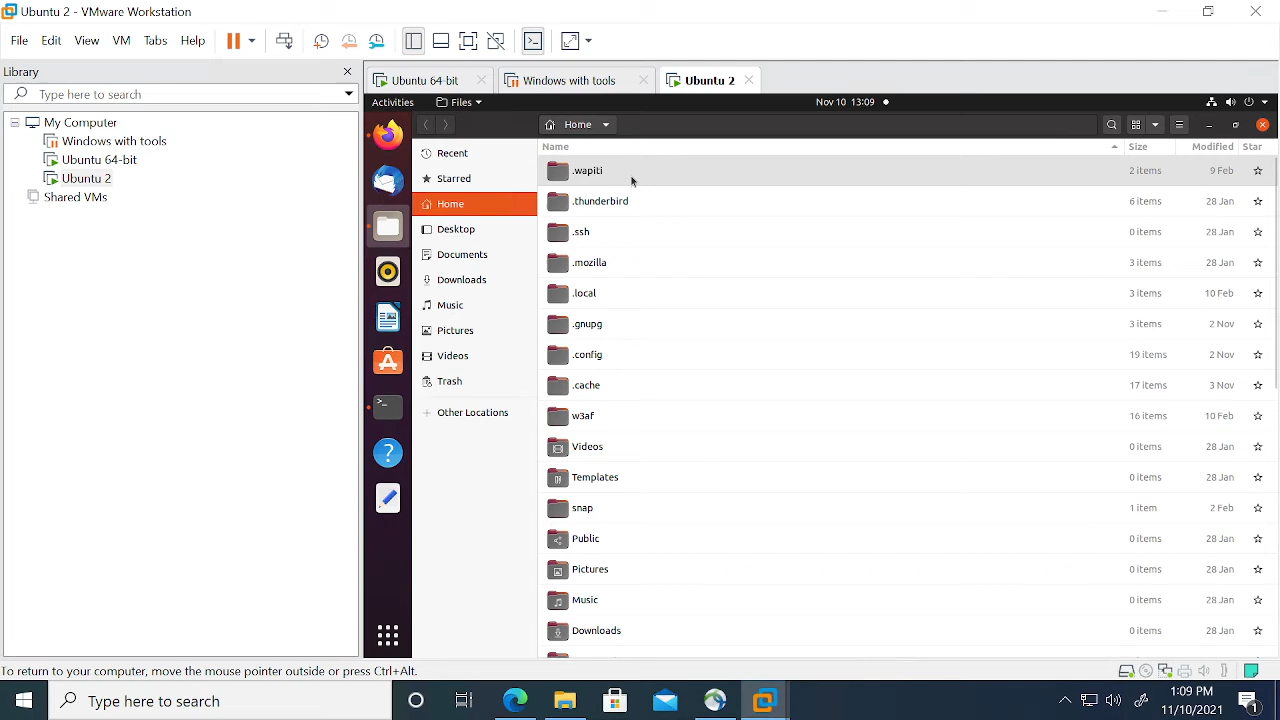 Ubuntu 2 - VMware Workstation
File Edit View VM Tabs Help
Library
Type here to search
My Computer
Windows with tools
Ubuntu 64-bit
Ubuntu 2
Shared VMs
Ubuntu 64-bit
Windows with tools
Ubuntu 2
Activities Files Nov 10 13:09
Home
Recent
Starred
Home
Desktop
Documents
Downloads
Music
Pictures
Videos
Trash
Other Locations
Name Size Modified Star
.wapiti 2 items 9 Feb
.thunderbird 6 items 28 Jan
.ssh 0 items 28 Jan
.mozilla 3 items 28 Jan
.local 3 items 10 Feb
.gnupg 3 items 2 Nov
.config 19 items 2 Nov
.cache 17 items 3 Nov
w3af 16 items 10 Feb
Videos 0 items 28 Jan
Templates 0 items 28 Jan
snap 1 item 2 Feb
Public 0 items 28 Jan
Pictures 0 items 28 Jan
Music 0 items 28 Jan
Downloads 0 items 28 Jan
To return to your computer, move the mouse pointer outside or press Ctrl+Alt.
Type here to search
1:09 PM
11/10/2021